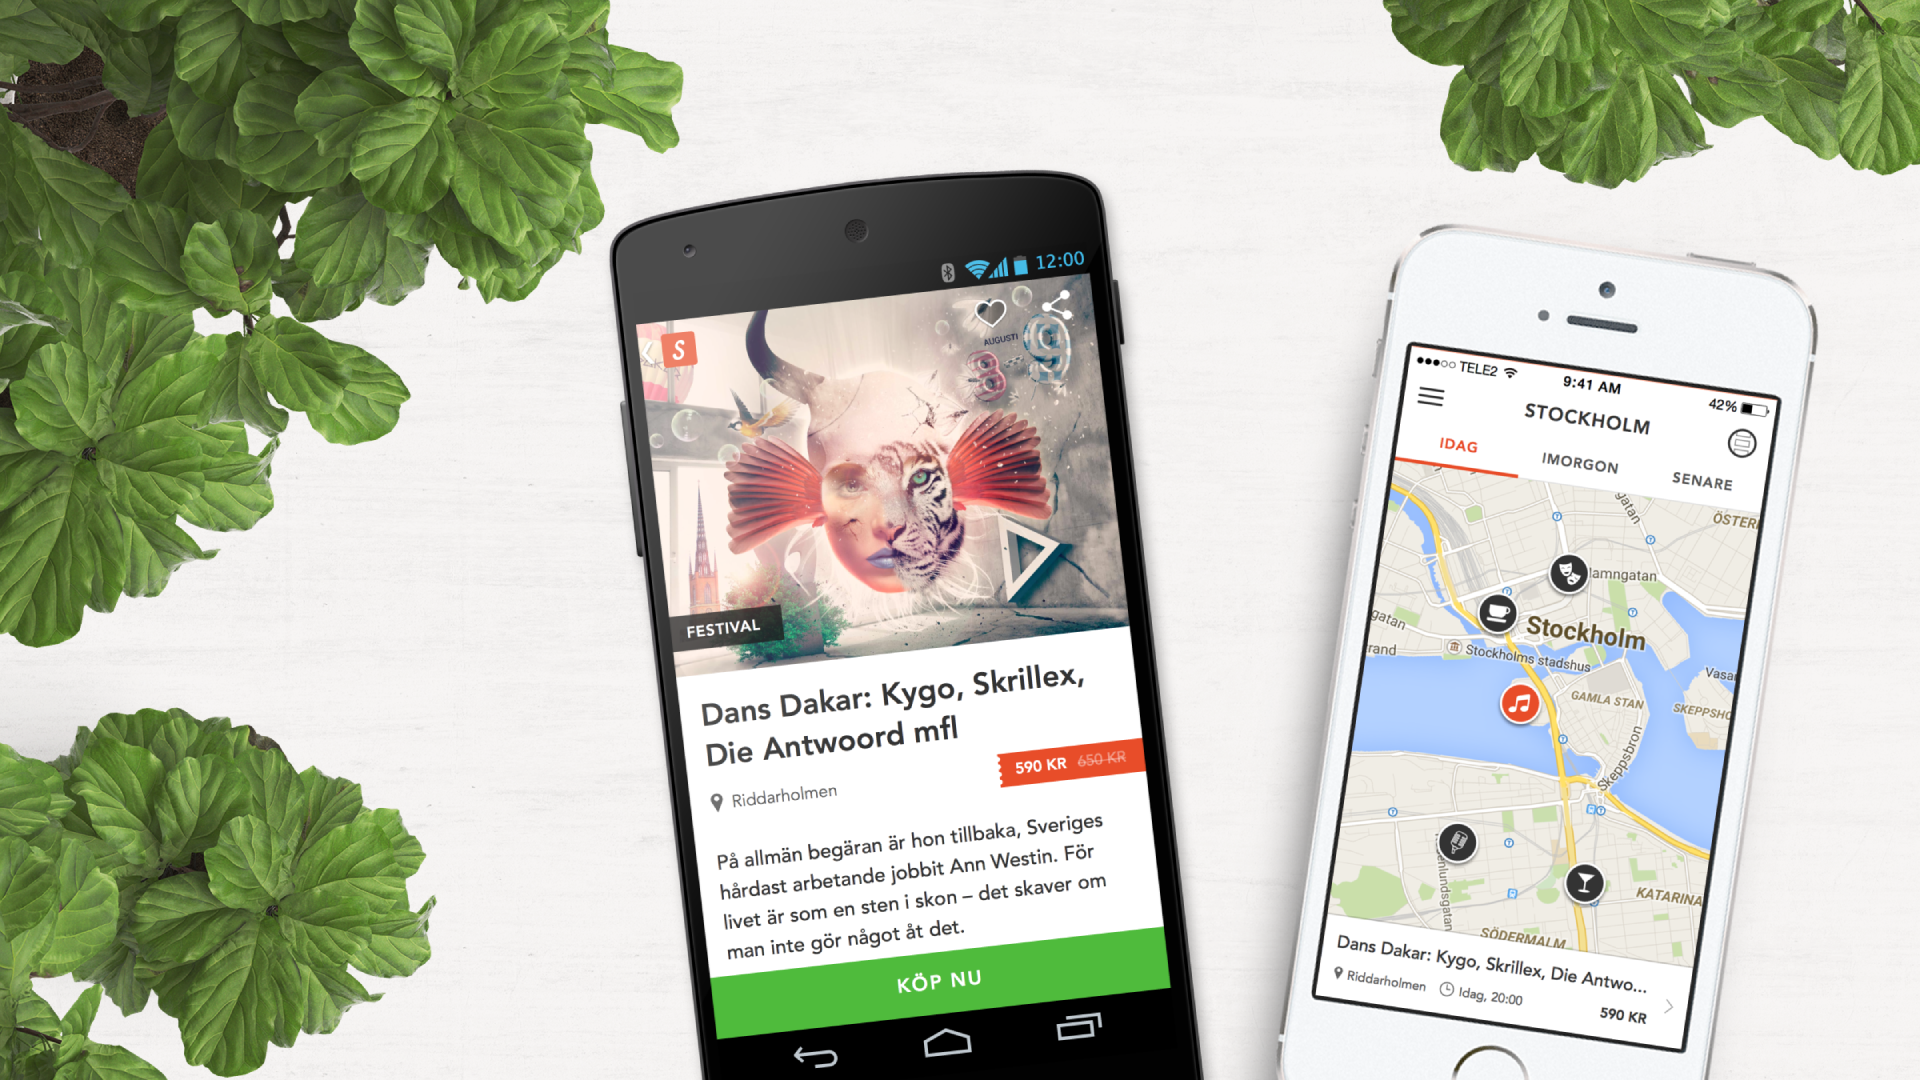 12:00
S
AUGUSTI
8
9
FESTIVAL
Dans Dakar: Kygo, Skrillex,
Die Antwoord mfl
590 KR 650 KR
Riddarholmen
På allmän begäran är hon tillbaka, Sveriges
hårdast arbetande jobbit Ann Westin. För
livet är som en sten i skon – det skaver om
man inte gör något åt det.
KÖP NU
TELE2
9:41 AM
42%
STOCKHOLM
IDAG
IMORGON
SENARE
gatan
ÖSTER
lamngatan
gatan
Stockholm
rand
Stockholms stadshus
Vasa
GAMLA STAN
SKEPPSHO
Skeppsbron
KATARINA
SÖDERMALM
Dans Dakar: Kygo, Skrillex, Die Antwo...
Riddarholmen
Idag, 20:00
590 KR